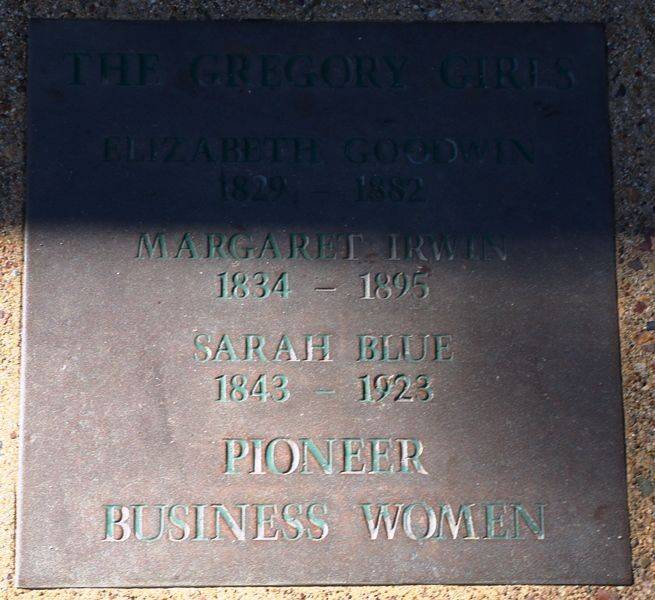 THE GREGORY GIRLS
ELIZABETH GOODWIN
1829 – 1882
MARGARET IRWIN
1834 – 1895
SARAH BLUE
1843 – 1923
PIONEER
BUSINESS WOMEN